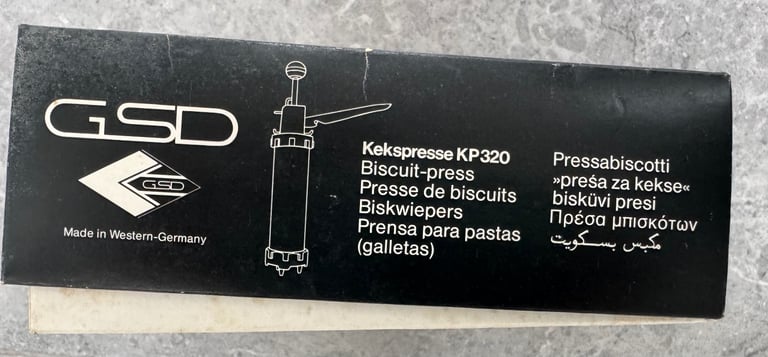 GSD
GSD
Made in Western-Germany
Kekspresse KP320
Biscuit-press
Presse de biscuits
Biskwiepers
Prensa para pastas
(galletas)
Pressabiscotti
»preśa za kekse«
bisküvi presi
Πρέσα μπισκότων
مكبس بسكويت